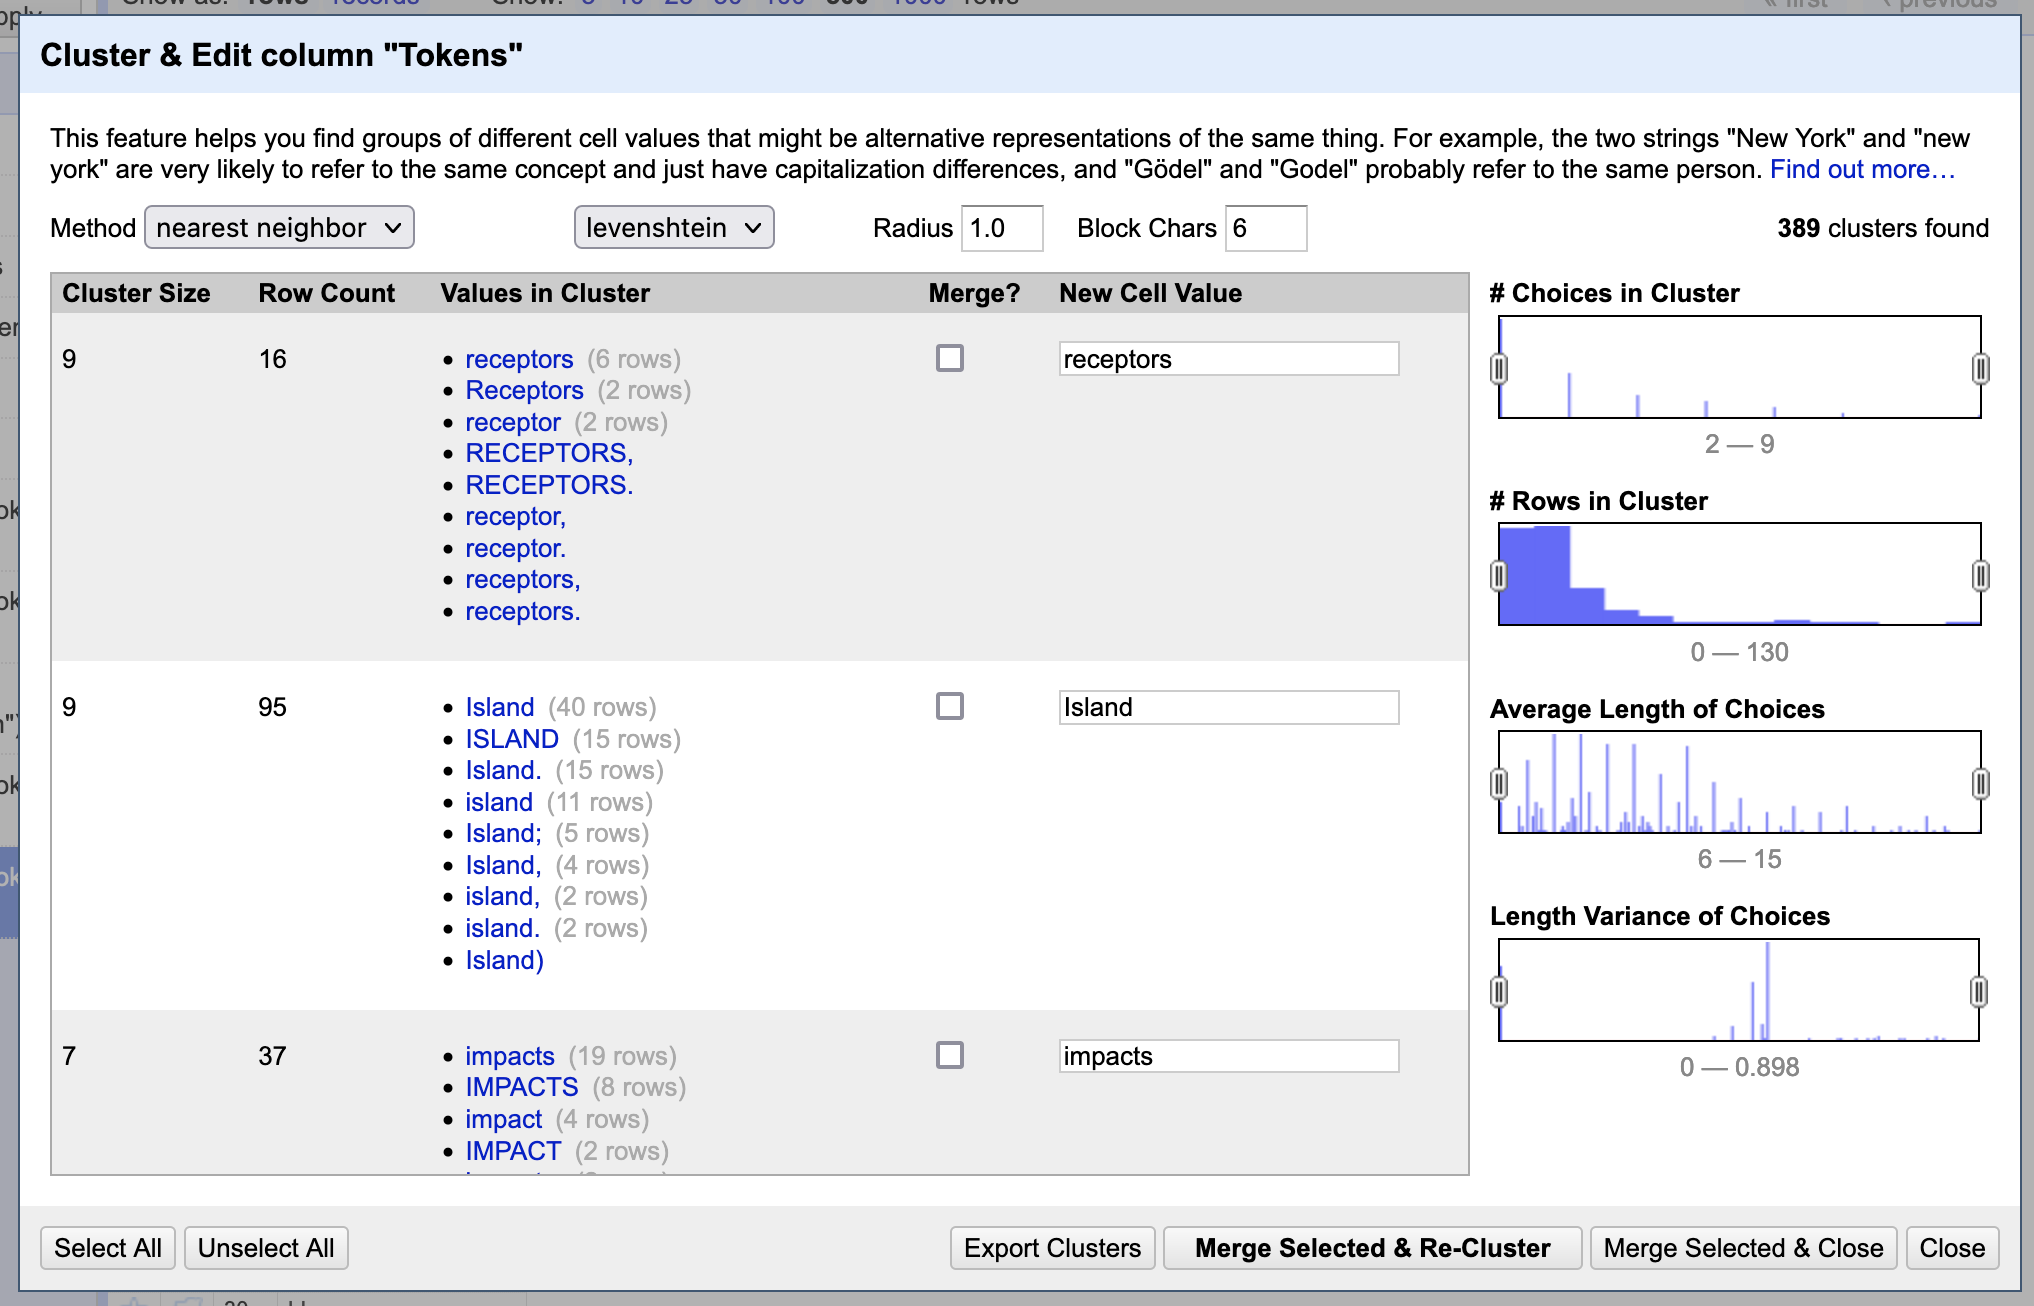 Cluster & Edit column "Tokens"
This feature helps you find groups of different cell values that might be alternative representations of the same thing. For example, the two strings "New York" and "new
york" are very likely to refer to the same concept and just have capitalization differences, and "Gödel" and "Godel" probably refer to the same person. Find out more…
Method nearest neighbor levenshtein Radius 1.0 Block Chars 6 389 clusters found
Cluster Size Row Count Values in Cluster Merge? New Cell Value
9 16 • receptors (6 rows) receptors
• Receptors (2 rows)
• receptor (2 rows)
• RECEPTORS,
• RECEPTORS.
• receptor,
• receptor.
• receptors,
• receptors.
9 95 • Island (40 rows) Island
• ISLAND (15 rows)
• Island. (15 rows)
• island (11 rows)
• Island; (5 rows)
• Island, (4 rows)
• island, (2 rows)
• island. (2 rows)
• Island)
7 37 • impacts (19 rows) impacts
• IMPACTS (8 rows)
• impact (4 rows)
• IMPACT (2 rows)
# Choices in Cluster
2 — 9
# Rows in Cluster
0 — 130
Average Length of Choices
6 — 15
Length Variance of Choices
0 — 0.898
Select All Unselect All Export Clusters Merge Selected & Re-Cluster Merge Selected & Close Close